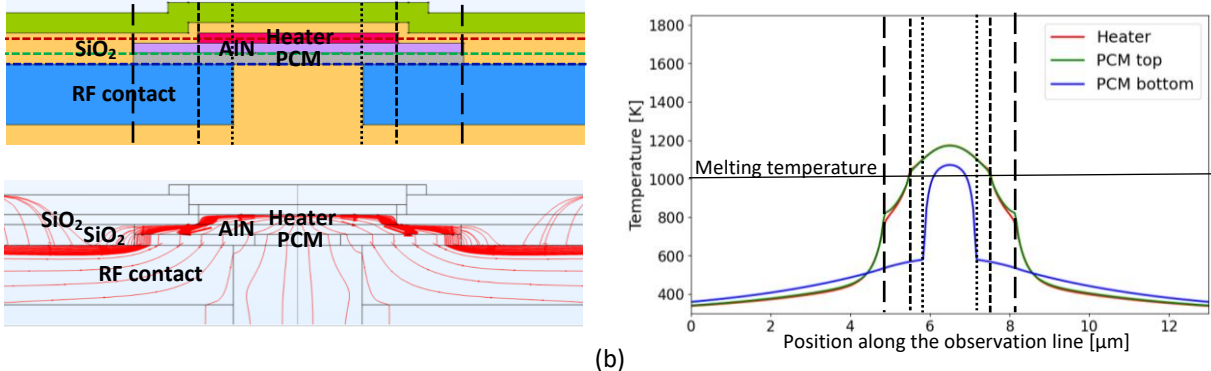 SiO2
AlN
Heater
PCM
RF contact
SiO2
SiO2
AlN
Heater
PCM
RF contact
Temperature [K]
1800
1600
1400
1200
1000
800
600
400
Melting temperature
Heater
PCM top
PCM bottom
0 2 4 6 8 10 12
Position along the observation line [µm]
(b)